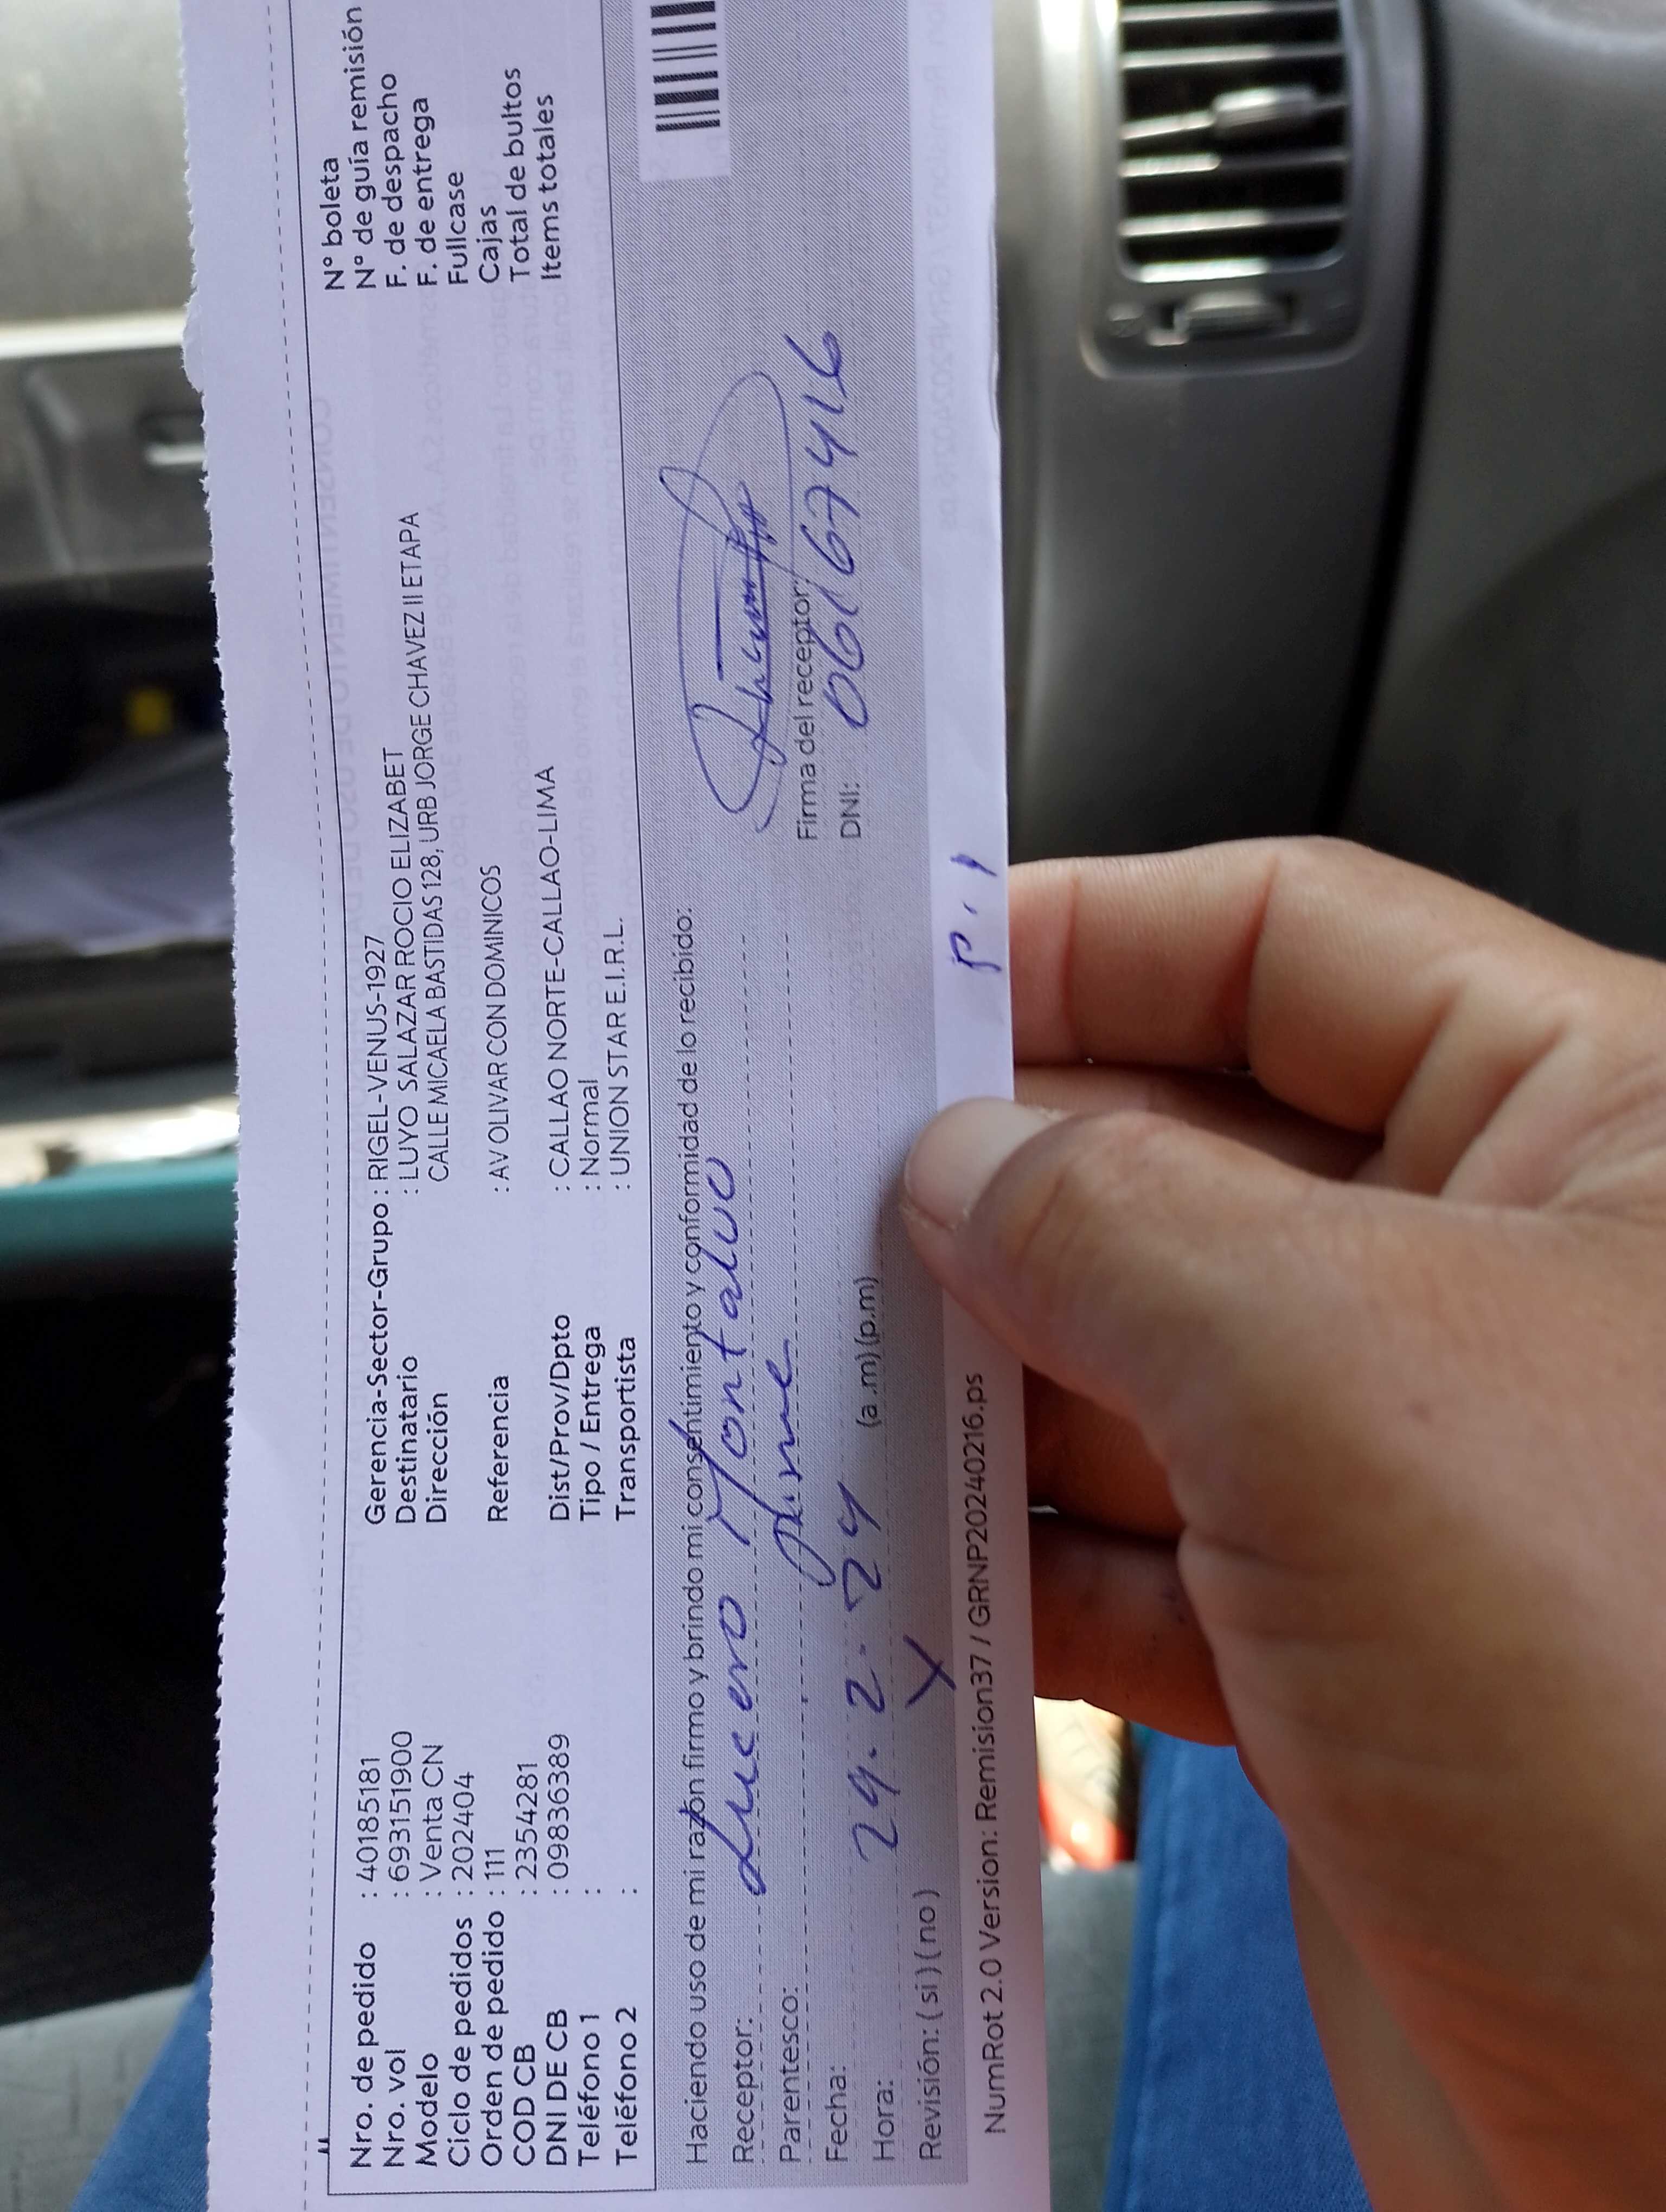 Nro. de pedido : 40185181
Nro. vol : 6931519​00
Modelo : Venta CN
Ciclo de pedidos : 202404
Orden de pedido : 111
COD CB : 2354281
DNI DE CB : 09836389
Teléfono 1 :
Teléfono 2 :
Gerencia-Sector-Grupo : RIGEL-VENUS-1927
Destinatario : LUYO SALAZAR ROCIO ELIZABET
Dirección CALLE MICAELA BASTIDAS 128, URB JORGE CHAVEZ II ETAPA
Referencia : AV OLIVAR CON DOMINICOS
Dist/Prov/Dpto : CALLAO NORTE-CALLAO-LIMA
Tipo / Entrega : Normal
Transportista : UNION STAR E.I.R.L.
N° boleta
N° de guía remisión
F. de despacho
F. de entrega
Fullcase
Cajas
Total de bultos
Items totales
Haciendo uso de mi razón firmo y brindo mi consentimiento y conformidad de lo recibido:
Receptor: Lucero Montalvo
Parentesco:
Fecha: 29.2.24
Hora: (a.m) (p.m)
Revisión: ( si ) ( no )
Firma del receptor:
DNI: 06167416
NumRot 2.0 Version: Remision37 / GRNP20240216.ps